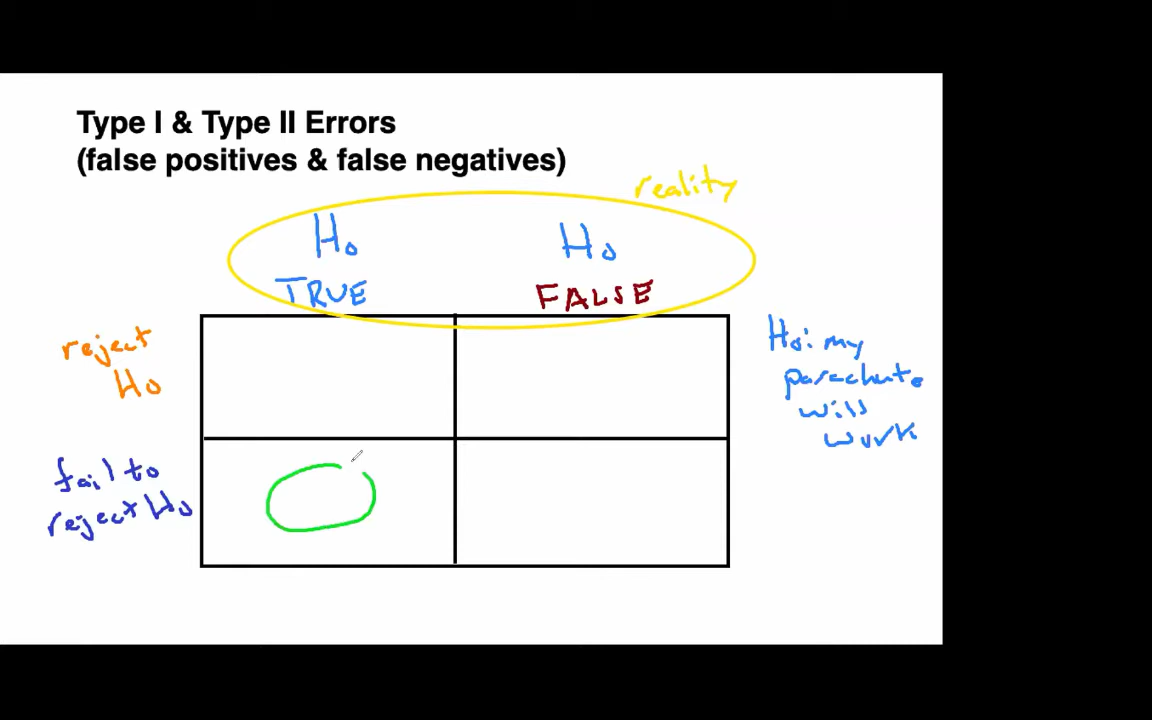 Type I & Type II Errors
(false positives & false negatives)
reality
Ho Ho
TRUE FALSE
reject
Ho
Ho: my
parachute
will
work
fail to
reject Ho